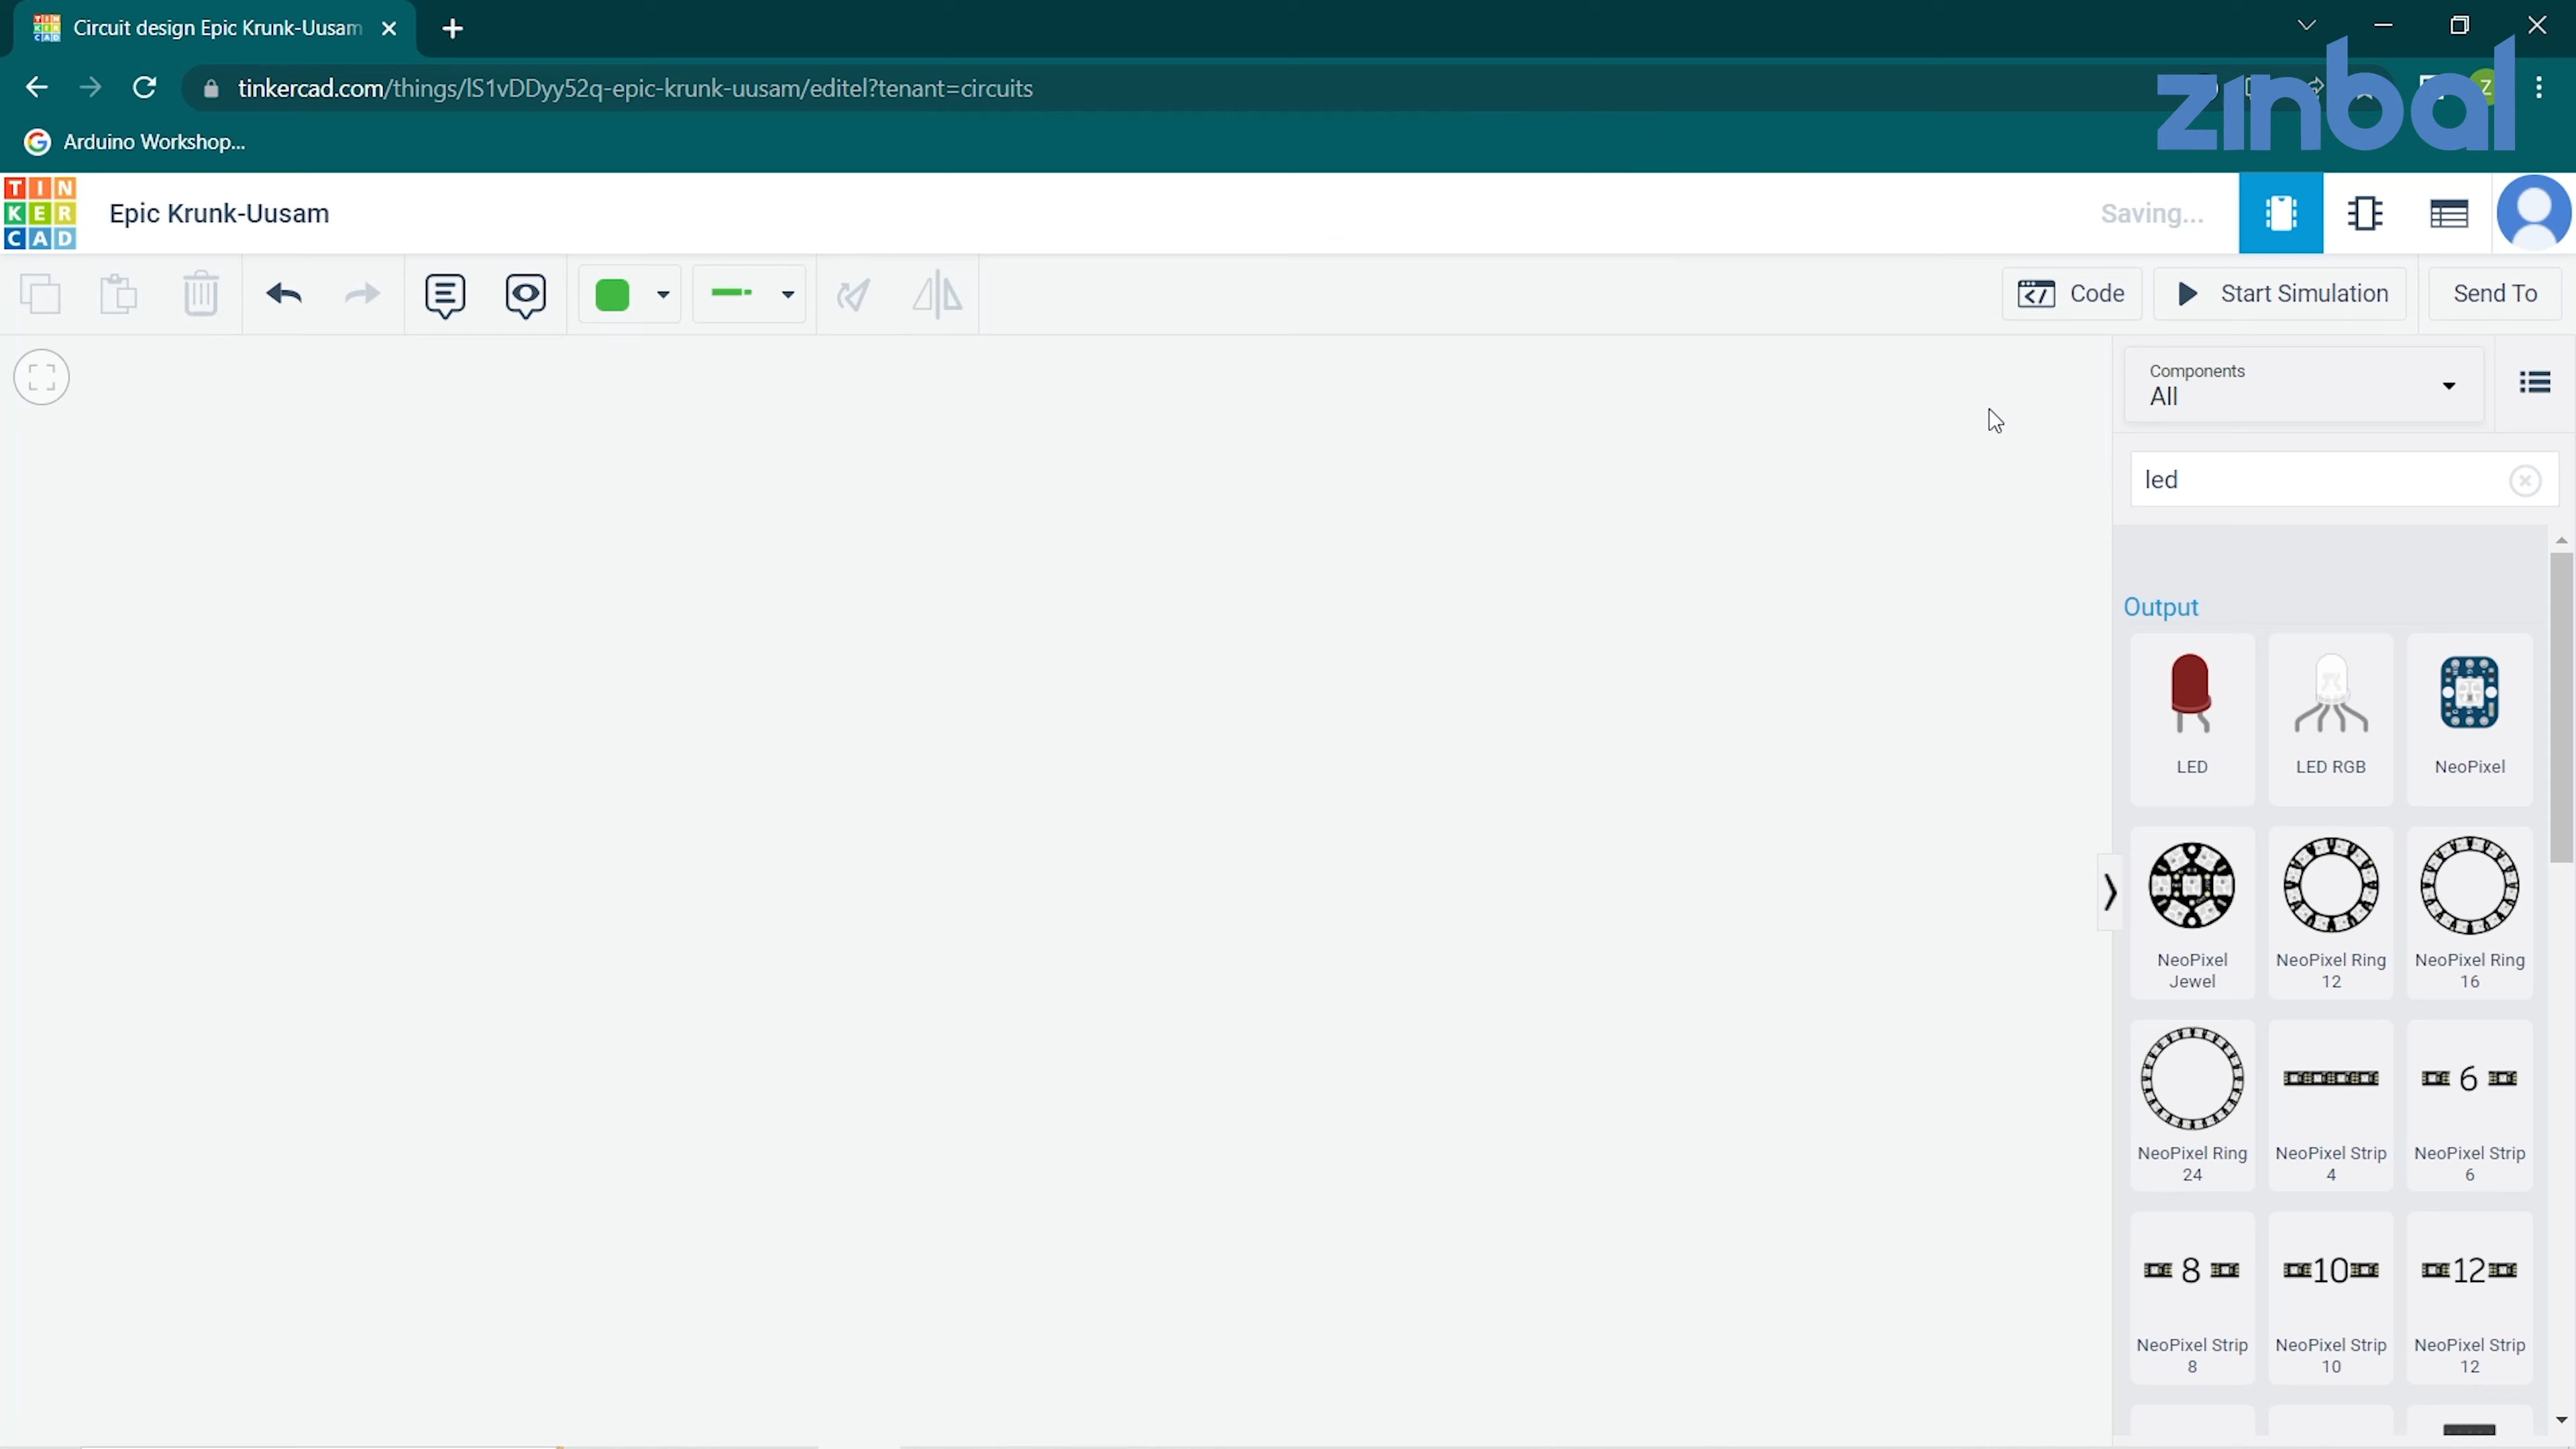 Circuit design Epic Krunk-Uusam
tinkercad.com/things/lS1vDDyy52q-epic-krunk-uusam/editel?tenant=circuits
Z
zinbal
Arduino Workshop...
TIN
KER
CAD
Epic Krunk-Uusam
Saving...
Code
Start Simulation
Send To
Components
All
led
Output
LED
LED RGB
NeoPixel
NeoPixel
Jewel
NeoPixel Ring
12
NeoPixel Ring
16
6
NeoPixel Ring
24
NeoPixel Strip
4
NeoPixel Strip
6
8
10
12
NeoPixel Strip
8
NeoPixel Strip
10
NeoPixel Strip
12